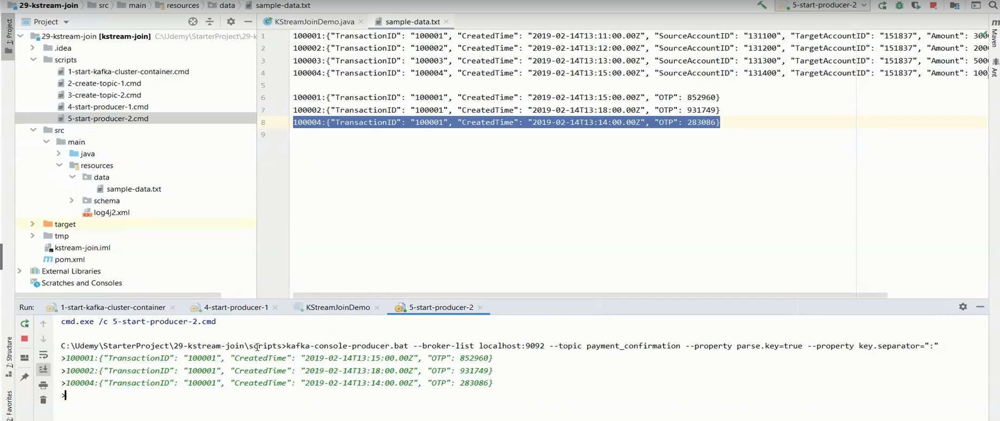 29-kstream-join src main resources data sample-data.txt 5-start-producer-2
1: Project
Project
KStreamJoinDemo.java sample-data.txt
Maven
Ant
29-kstream-join [kstream-join] C:\Udemy\StarterProject\29-k
.idea
scripts
1-start-kafka-cluster-container.cmd
2-create-topic-1.cmd
3-create-topic-2.cmd
4-start-producer-1.cmd
5-start-producer-2.cmd
src
main
java
resources
data
sample-data.txt
schema
log4j2.xml
target
tmp
kstream-join.iml
pom.xml
External Libraries
Scratches and Consoles
1 100001:{"TransactionID": "100001", "CreatedTime": "2019-02-14T13:11:00.00Z", "SourceAccountID": "131100", "TargetAccountID": "151837", "Amount": 3000
2 100002:{"TransactionID": "100002", "CreatedTime": "2019-02-14T13:12:00.00Z", "SourceAccountID": "131200", "TargetAccountID": "151837", "Amount": 2000
3 100003:{"TransactionID": "100003", "CreatedTime": "2019-02-14T13:13:00.00Z", "SourceAccountID": "131300", "TargetAccountID": "151837", "Amount": 5000
4 100004:{"TransactionID": "100004", "CreatedTime": "2019-02-14T13:15:00.00Z", "SourceAccountID": "131400", "TargetAccountID": "151837", "Amount": 100
5
6 100001:{"TransactionID": "100001", "CreatedTime": "2019-02-14T13:15:00.00Z", "OTP": 852960}
7 100002:{"TransactionID": "100001", "CreatedTime": "2019-02-14T13:18:00.00Z", "OTP": 931749}
8 100004:{"TransactionID": "100001", "CreatedTime": "2019-02-14T13:14:00.00Z", "OTP": 283086}
9
Run: 1-start-kafka-cluster-container 4-start-producer-1 KStreamJoinDemo 5-start-producer-2
7: Structure
2: Favorites
cmd.exe /c 5-start-producer-2.cmd
C:\Udemy\StarterProject\29-kstream-join\scripts>kafka-console-producer.bat --broker-list localhost:9092 --topic payment_confirmation --property parse.key=true --property key.separator=":"
>100001:{"TransactionID": "100001", "CreatedTime": "2019-02-14T13:15:00.00Z", "OTP": 852960}
>100002:{"TransactionID": "100001", "CreatedTime": "2019-02-14T13:18:00.00Z", "OTP": 931749}
>100004:{"TransactionID": "100001", "CreatedTime": "2019-02-14T13:14:00.00Z", "OTP": 283086}
>